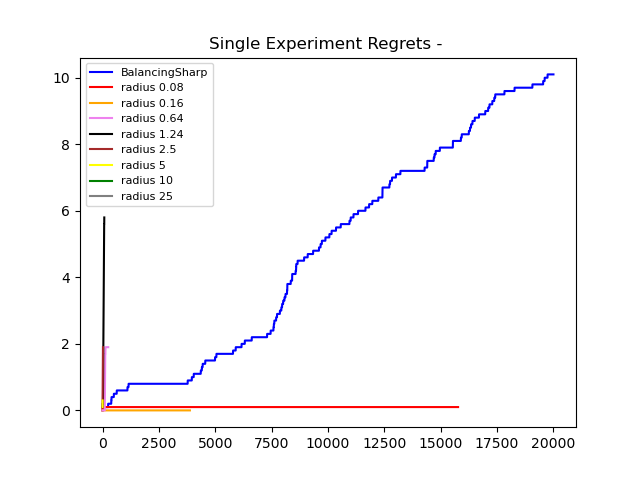 Single Experiment Regrets -
BalancingSharp
radius 0.08
radius 0.16
radius 0.64
radius 1.24
radius 2.5
radius 5
radius 10
radius 25
10
8
6
4
2
0
0 2500 5000 7500 10000 12500 15000 17500 20000